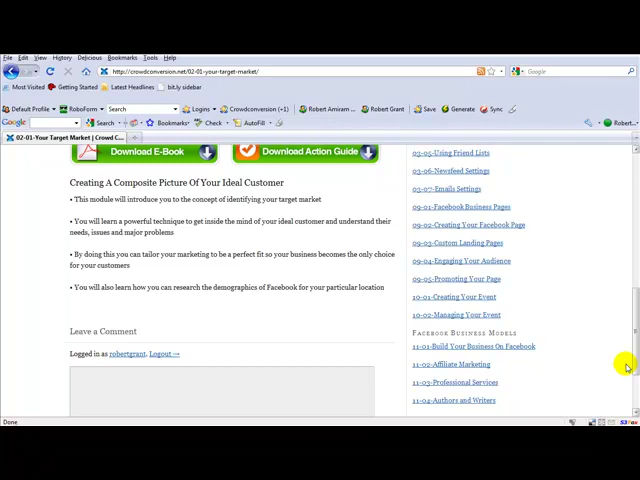 File Edit View History Delicious Bookmarks Tools Help
http://crowdconversion.net/02-01-your-target-market/
Google
Most Visited Getting Started Latest Headlines bit.ly sidebar
Default Profile RoboForm Search Logins Crowdconversion (+1) Robert Amiram ... Robert Grant Save Generate Sync
Google Search Bookmarks Check AutoFill Robert...
02-01-Your Target Market | Crowd C...
Download E-Book
Download Action Guide
Creating A Composite Picture Of Your Ideal Customer
• This module will introduce you to the concept of identifying your target market
• You will learn a powerful technique to get inside the mind of your ideal customer and understand their
needs, issues and major problems
• By doing this you can tailor your marketing to be a perfect fit so your business becomes the only choice
for your customers
• You will also learn how you can research the demographics of Facebook for your particular location
Leave a Comment
Logged in as robertgrant. Logout →
03-05-Using Friend Lists
03-06-Newsfeed Settings
03-07-Emails Settings
09-01-Facebook Business Pages
09-02-Creating Your Facebook Page
09-03-Custom Landing Pages
09-04-Engaging Your Audience
09-05-Promoting Your Page
10-01-Creating Your Event
10-02-Managing Your Event
Facebook Business Models
11-01-Build Your Business On Facebook
11-02-Affiliate Marketing
11-03-Professional Services
11-04-Authors and Writers
Done